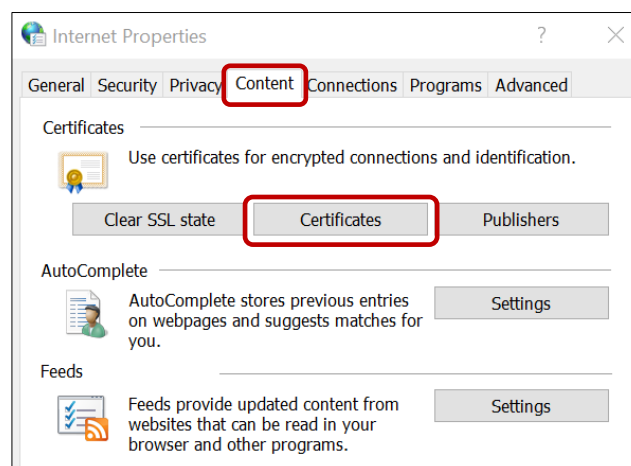 Internet Properties ?
General Security Privacy Content Connections Programs Advanced
Certificates
Use certificates for encrypted connections and identification.
Clear SSL state Certificates Publishers
AutoComplete
AutoComplete stores previous entries
on webpages and suggests matches for
you.
Settings
Feeds
Feeds provide updated content from
websites that can be read in your
browser and other programs.
Settings